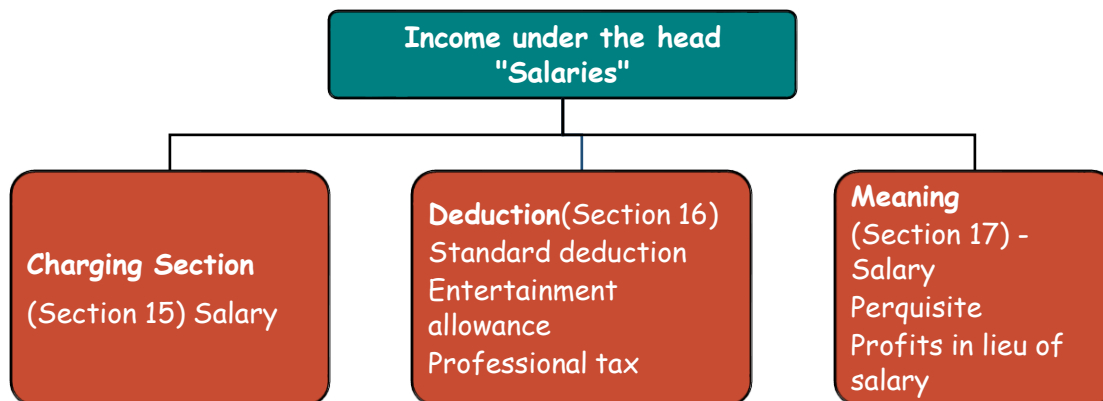 Income under the head
"Salaries"
Charging Section
(Section 15) Salary
Deduction(Section 16)
Standard deduction
Entertainment
allowance
Professional tax
Meaning
(Section 17) -
Salary
Perquisite
Profits in lieu of
salary